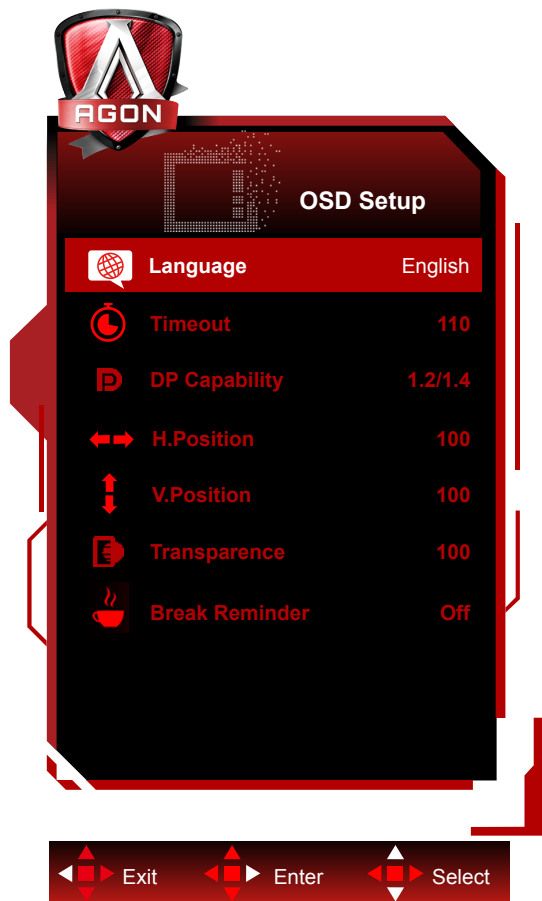 AGON
OSD Setup
Language English
Timeout 110
DP Capability 1.2/1.4
H.Position 100
V.Position 100
Transparence 100
Break Reminder Off
Exit Enter Select